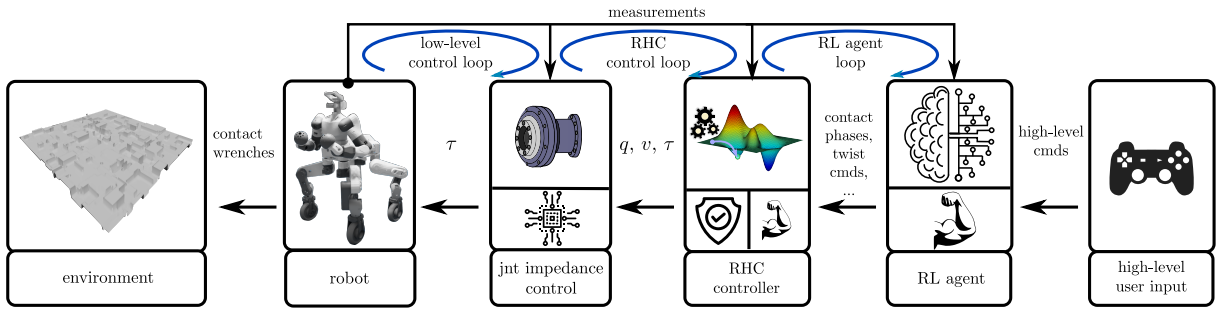 measurements
low-level
control loop
RHC
control loop
RL agent
loop
contact
wrenches
τ
q, v, τ
contact
phases,
twist
cmds,
...
high-level
cmds
environment
robot
jnt impedance
control
RHC
controller
RL agent
high-level
user input